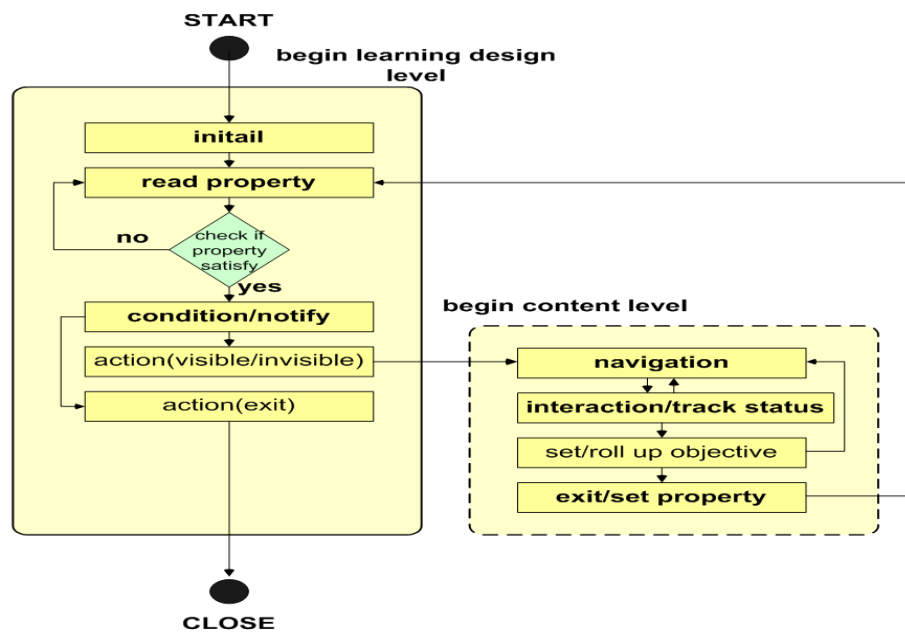 START
begin learning design
level
initail
read property
no
check if
property
satisfy
yes
condition/notify
action(visible/invisible)
action(exit)
CLOSE
begin content level
navigation
interaction/track status
set/roll up objective
exit/set property